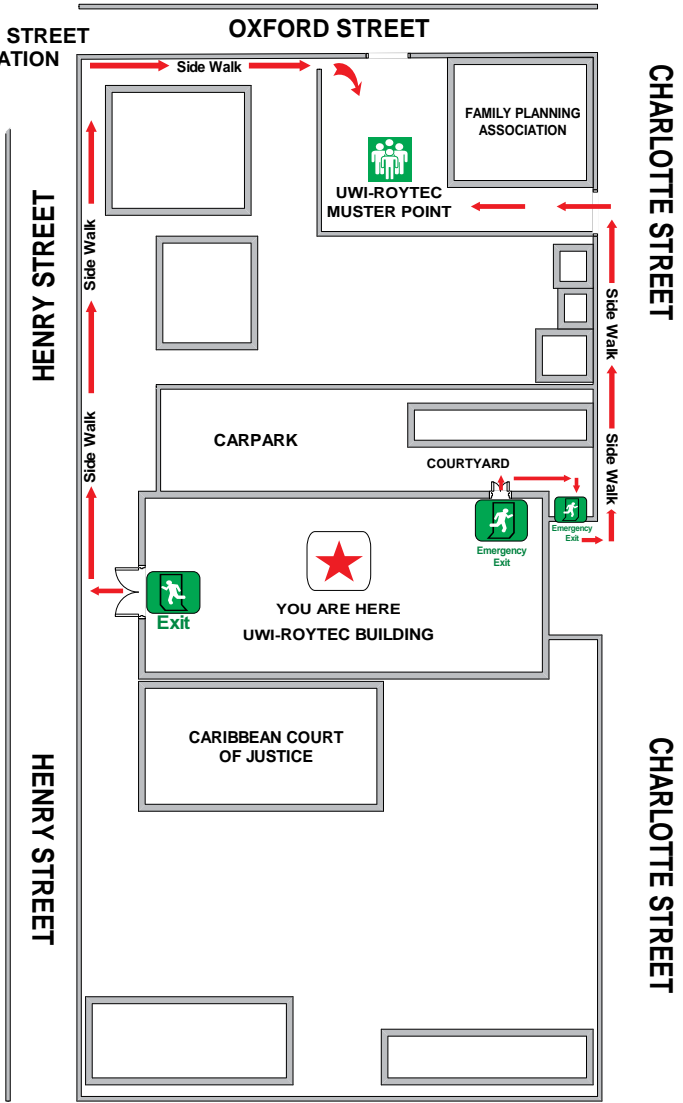 OXFORD STREET
STREET
Side Walk
CHARLOTTE STREET
FAMILY PLANNING
ASSOCIATION
UWI-ROYTEC
MUSTER POINT
HENRY STREET
Side Walk
Side Walk
Side Walk
Side Walk
CARPARK
COURTYARD
Emergency
Exit
Emergency
Exit
Exit
YOU ARE HERE
UWI-ROYTEC BUILDING
CARIBBEAN COURT
OF JUSTICE
HENRY STREET
CHARLOTTE STREET